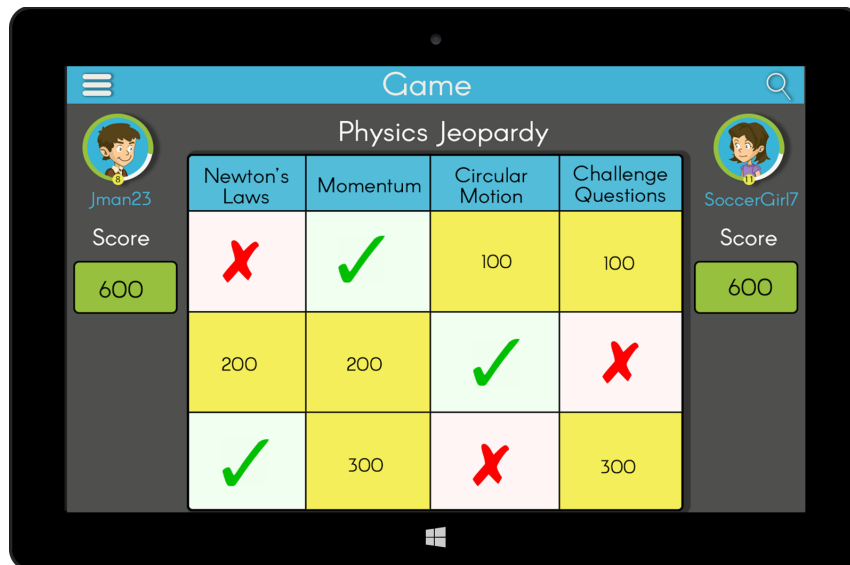 Game
Physics Jeopardy
8
Jman23
Score
600
11
SoccerGirl7
Score
600
Newton's
Laws
Momentum
Circular
Motion
Challenge
Questions
100
100
200
200
300
300